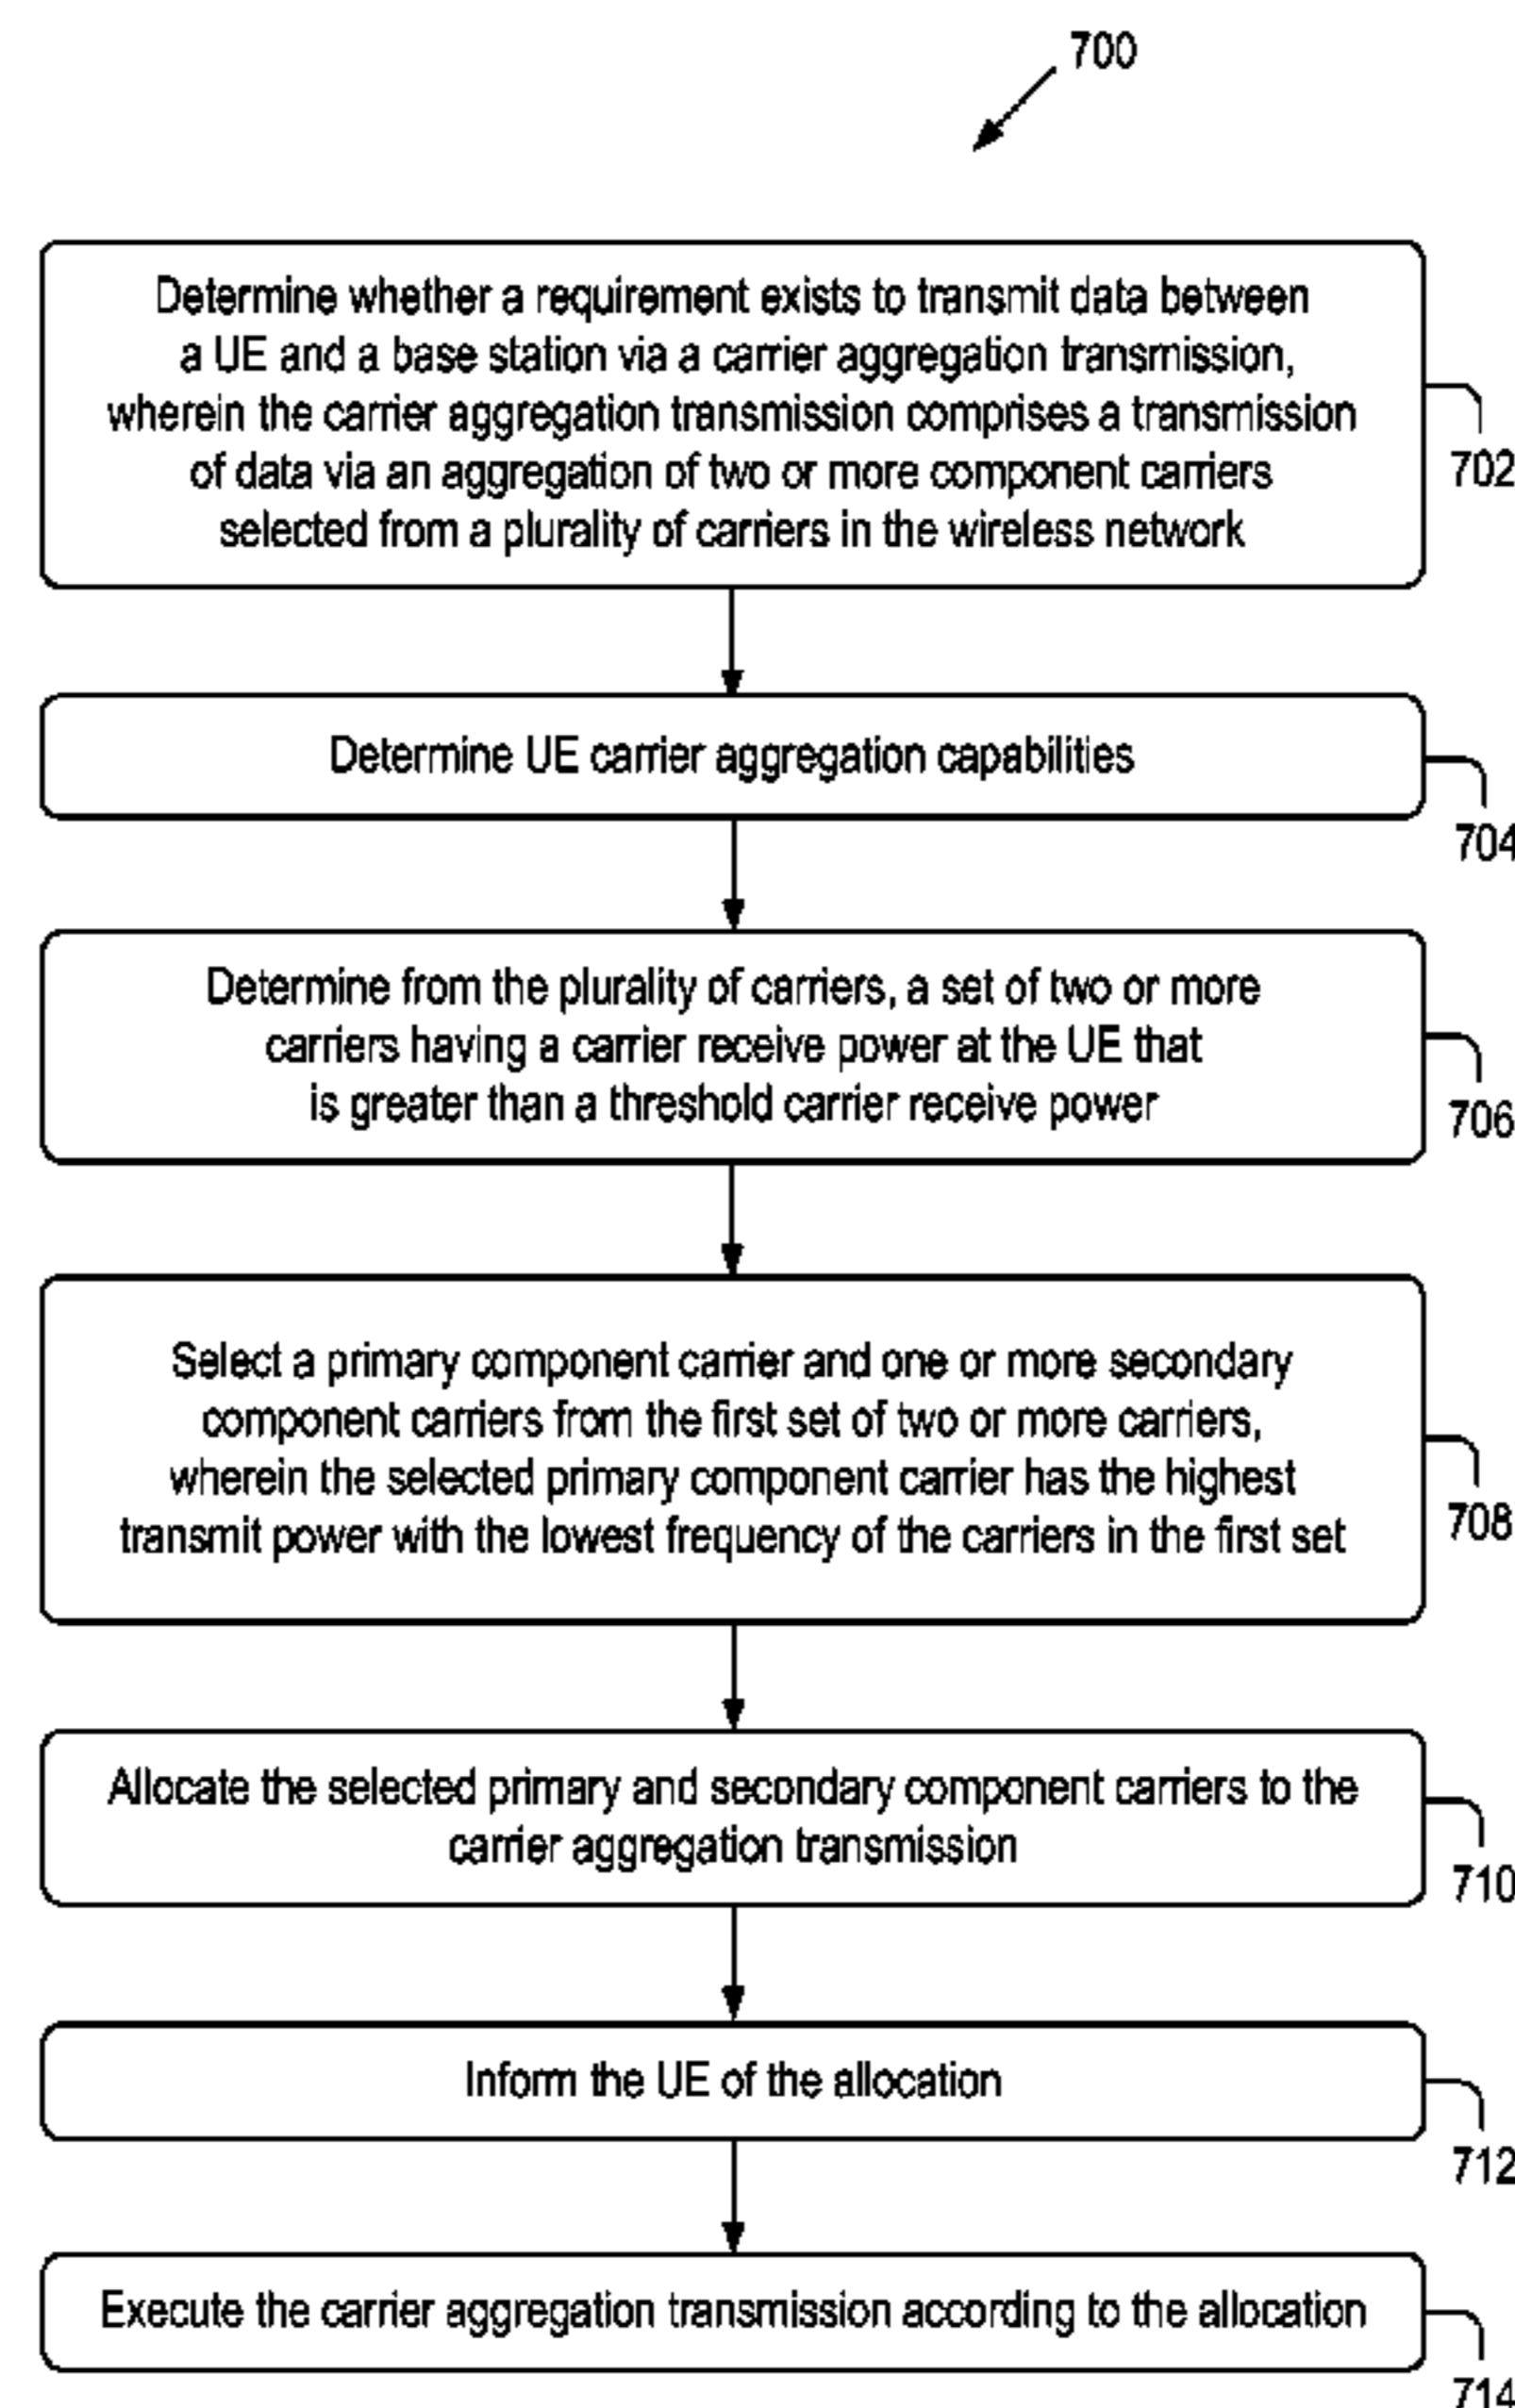 700
Determine whether a requirement exists to transmit data between
a UE and a base station via a carrier aggregation transmission,
wherein the carrier aggregation transmission comprises a transmission
of data via an aggregation of two or more component carriers
selected from a plurality of carriers in the wireless network
702
Determine UE carrier aggregation capabilities
704
Determine from the plurality of carriers, a set of two or more
carriers having a carrier receive power at the UE that
is greater than a threshold carrier receive power
706
Select a primary component carrier and one or more secondary
component carriers from the first set of two or more carriers,
wherein the selected primary component carrier has the highest
transmit power with the lowest frequency of the carriers in the first set
708
Allocate the selected primary and secondary component carriers to the
carrier aggregation transmission
710
Inform the UE of the allocation
712
Execute the carrier aggregation transmission according to the allocation
714